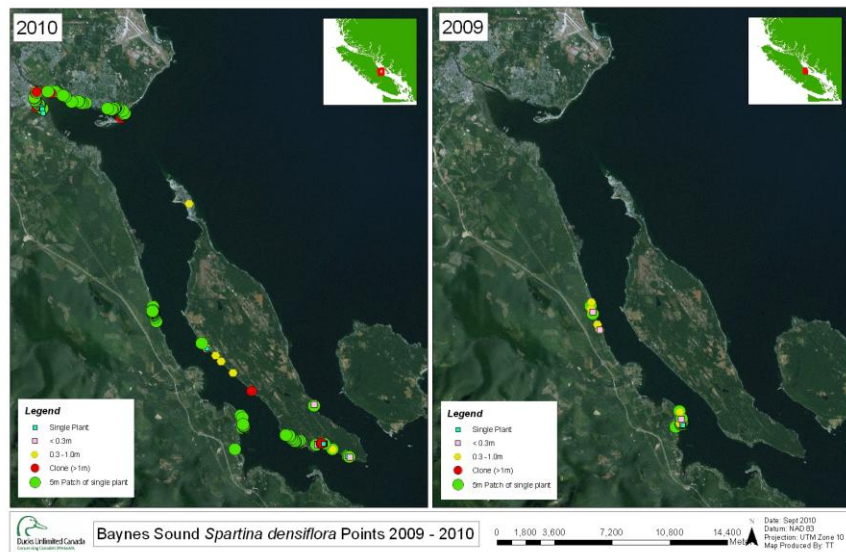 2010
Legend
Single Plant
< 0.3m
0.3 - 1.0m
Clone (>1m)
5m Patch of single plant
2009
Legend
Single Plant
< 0.3m
0.3 - 1.0m
Clone (>1m)
5m Patch of single plant
Ducks Unlimited Canada
Conserving Canada's Wetlands
Baynes Sound Spartina densiflora Points 2009 - 2010
0 1,800 3,600 7,200 10,800 14,400
Meters
N
Date: Sept 2010
Datum: NAD 83
Projection: UTM Zone 10
Map Produced By: TT